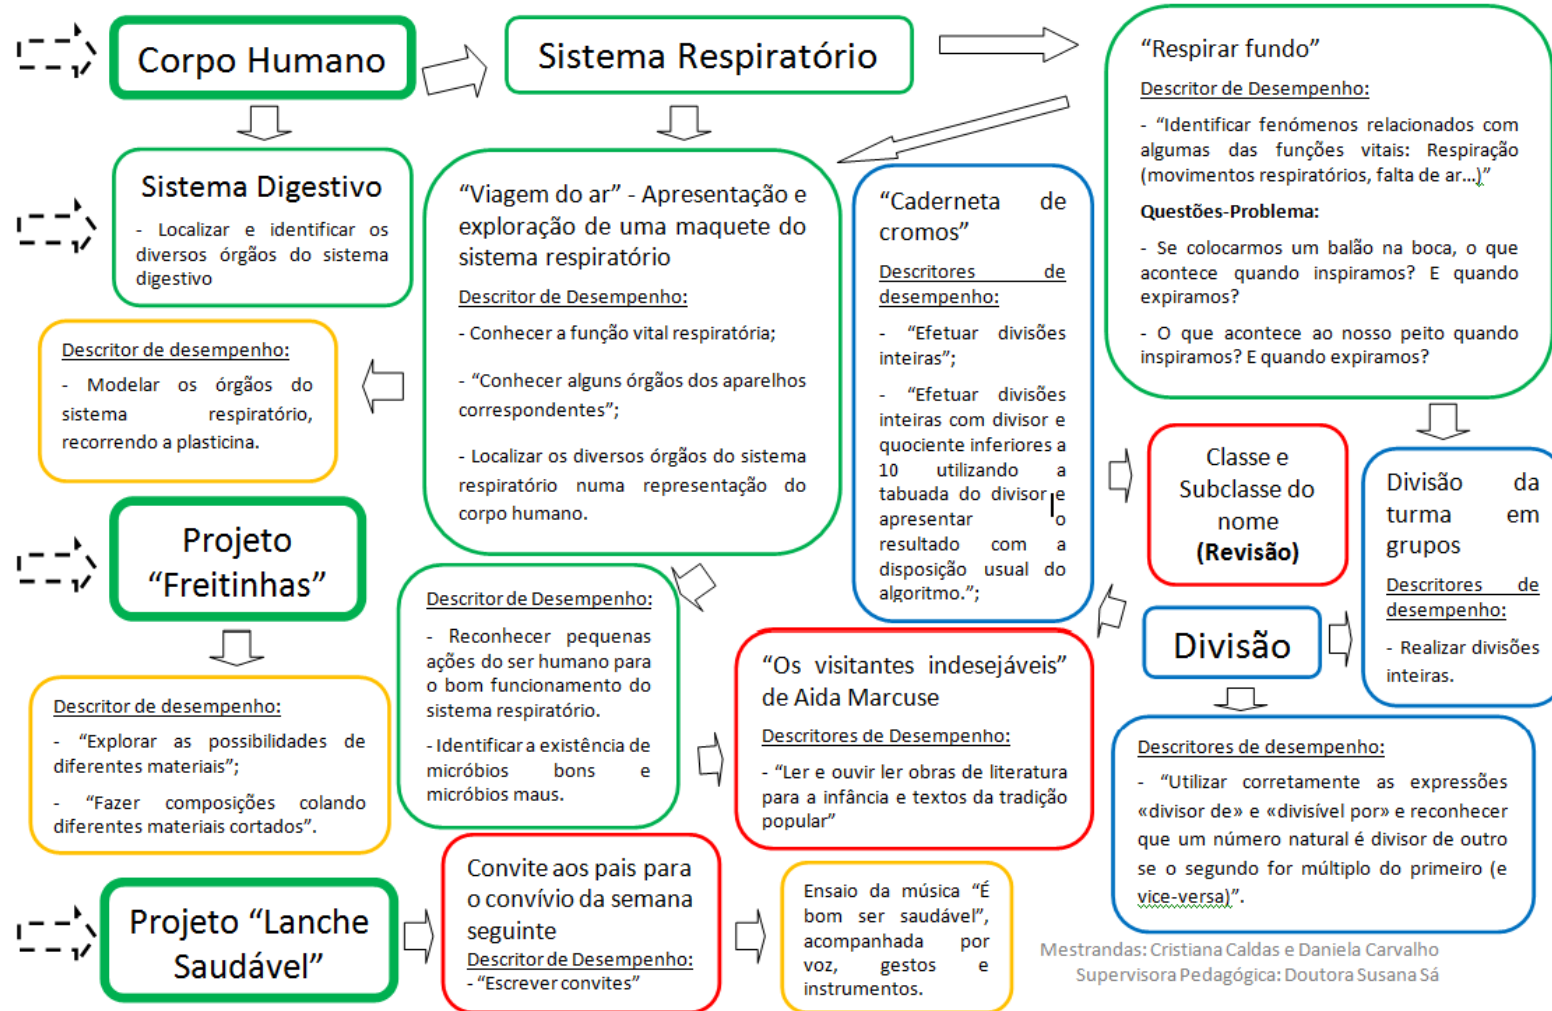 Corpo Humano
Sistema Respiratório
“Respirar fundo”
Descritor de Desempenho:
- “Identificar fenómenos relacionados com
algumas das funções vitais: Respiração
(movimentos respiratórios, falta de ar...)”
Questões-Problema:
- Se colocarmos um balão na boca, o que
acontece quando inspiramos? E quando
expiramos?
- O que acontece ao nosso peito quando
inspiramos? E quando expiramos?
Sistema Digestivo
- Localizar e identificar os
diversos órgãos do sistema
digestivo
“Viagem do ar” - Apresentação e
exploração de uma maquete do
sistema respiratório
Descritor de Desempenho:
- Conhecer a função vital respiratória;
- “Conhecer alguns órgãos dos aparelhos
correspondentes”;
- Localizar os diversos órgãos do sistema
respiratório numa representação do
corpo humano.
“Caderneta de
cromos”
Descritores de
desempenho:
- “Efetuar divisões
inteiras”;
- “Efetuar divisões
inteiras com divisor e
quociente inferiores a
10 utilizando a
tabuada do divisor e
apresentar o
resultado com a
disposição usual do
algoritmo.”;
Descritor de desempenho:
- Modelar os órgãos do
sistema respiratório,
recorrendo a plasticina.
Classe e
Subclasse do
nome
(Revisão)
Divisão da
turma em
grupos
Descritores de
desempenho:
- Realizar divisões
inteiras.
Projeto
“Freitinhas”
Descritor de Desempenho:
- Reconhecer pequenas
ações do ser humano para
o bom funcionamento do
sistema respiratório.
- Identificar a existência de
micróbios bons e
micróbios maus.
“Os visitantes indesejáveis”
de Aida Marcuse
Descritores de Desempenho:
- “Ler e ouvir ler obras de literatura
para a infância e textos da tradição
popular”
Divisão
Descritor de desempenho:
- “Explorar as possibilidades de
diferentes materiais”;
- “Fazer composições colando
diferentes materiais cortados”.
Descritores de desempenho:
- “Utilizar corretamente as expressões
«divisor de» e «divisível por» e reconhecer
que um número natural é divisor de outro
se o segundo for múltiplo do primeiro (e
vice-versa)”.
Projeto “Lanche
Saudável”
Convite aos pais para
o convívio da semana
seguinte
Descritor de Desempenho:
- “Escrever convites”
Ensaio da música “É
bom ser saudável”,
acompanhada por
voz, gestos e
instrumentos.
Mestrandas: Cristiana Caldas e Daniela Carvalho
Supervisora Pedagógica: Doutora Susana Sá